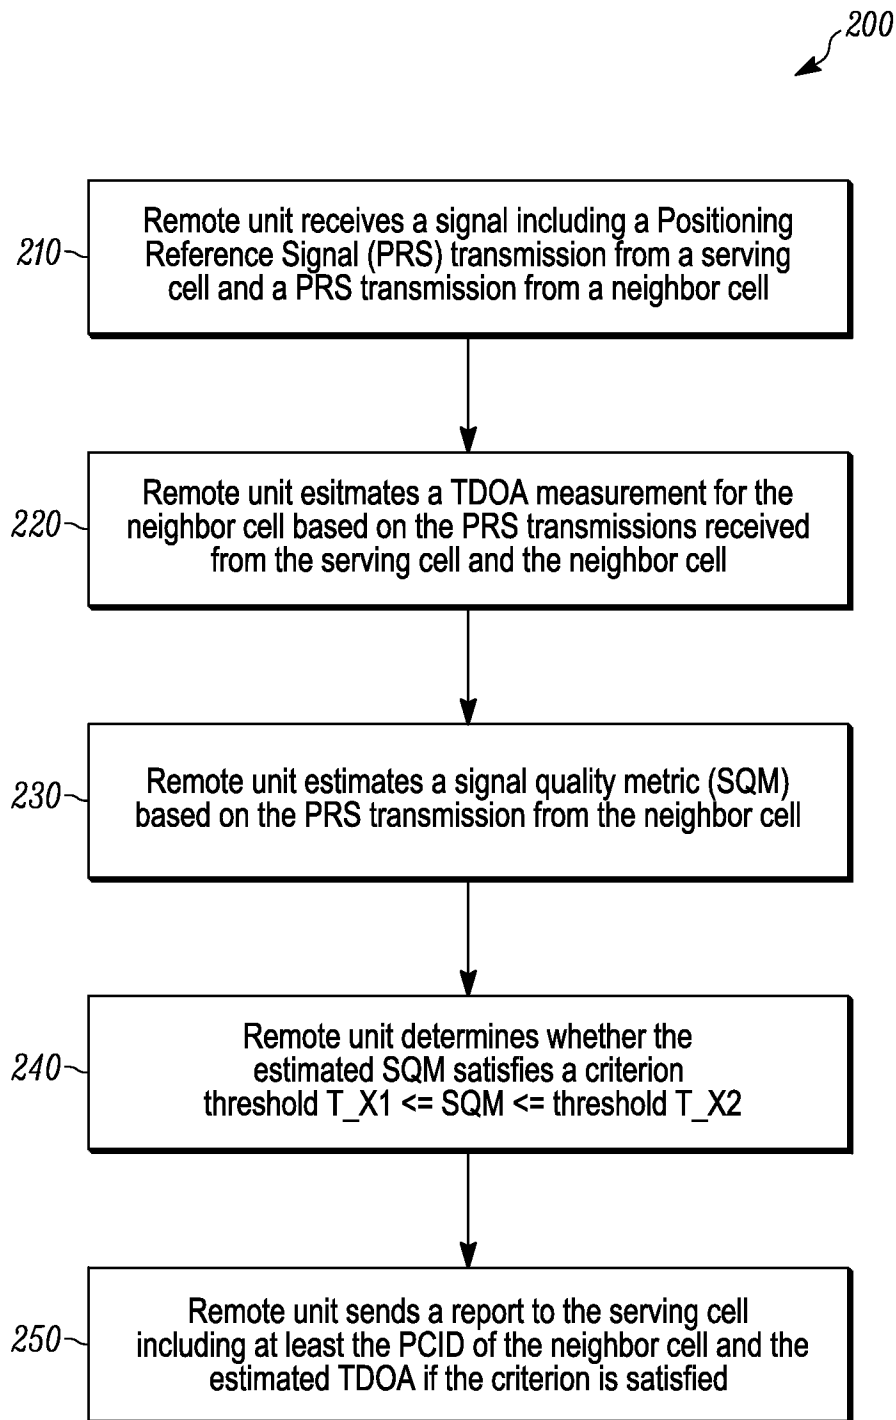 200
210
Remote unit receives a signal including a Positioning
Reference Signal (PRS) transmission from a serving
cell and a PRS transmission from a neighbor cell
220
Remote unit esitmates a TDOA measurement for the
neighbor cell based on the PRS transmissions received
from the serving cell and the neighbor cell
230
Remote unit estimates a signal quality metric (SQM)
based on the PRS transmission from the neighbor cell
240
Remote unit determines whether the
estimated SQM satisfies a criterion
threshold T_X1 <= SQM <= threshold T_X2
250
Remote unit sends a report to the serving cell
including at least the PCID of the neighbor cell and the
estimated TDOA if the criterion is satisfied